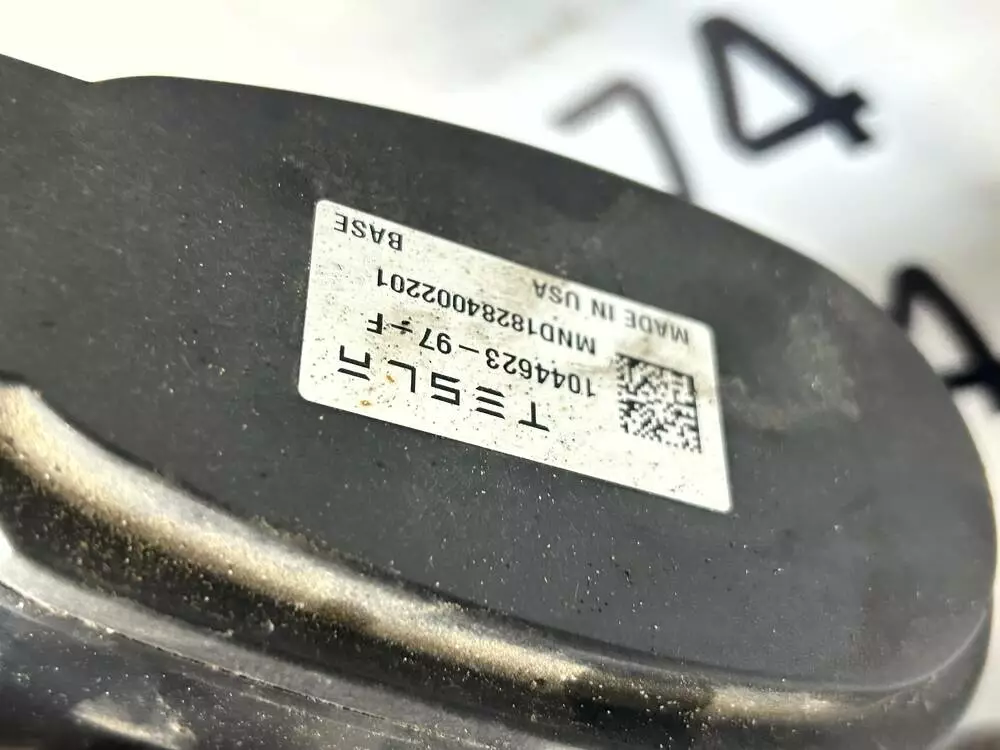 TESLA
1044623-97-F
MND18284002201
MADE IN USA
BASE
74